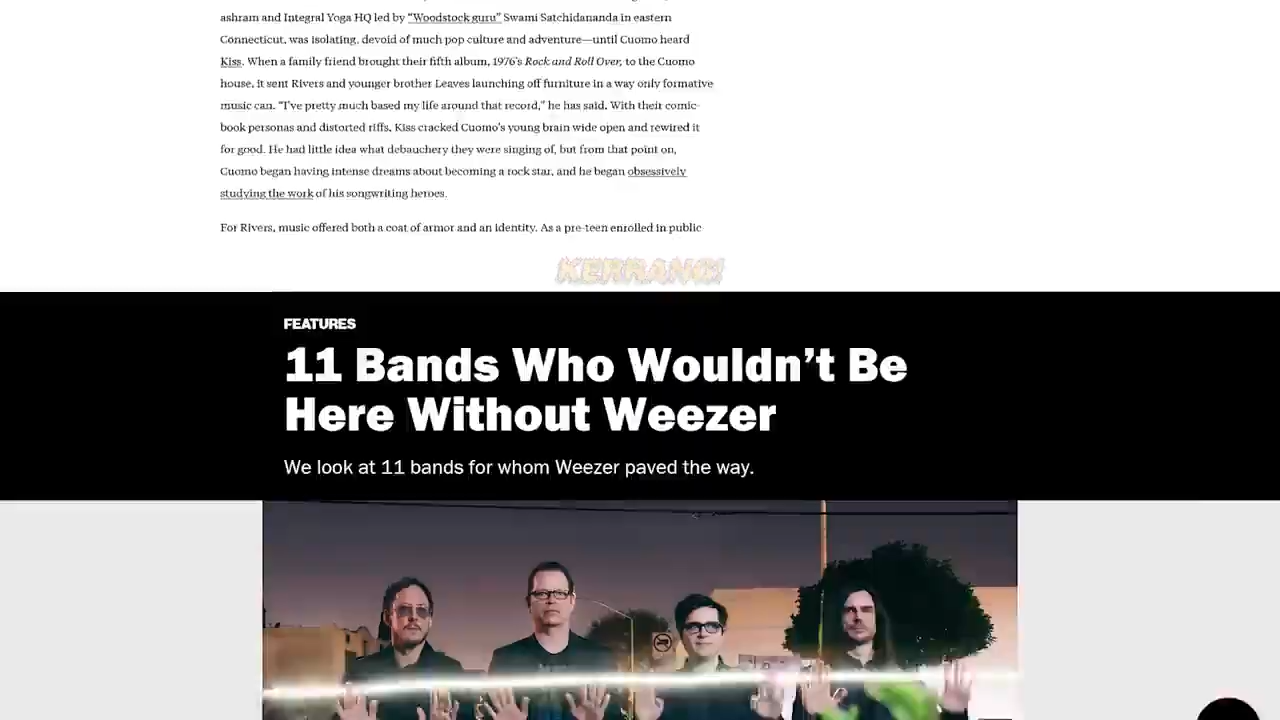 ashram and Integral Yoga HQ led by “Woodstock guru” Swami Satchidananda in eastern
Connecticut, was isolating, devoid of much pop culture and adventure—until Cuomo heard
Kiss. When a family friend brought their fifth album, 1976’s Rock and Roll Over, to the Cuomo
house, it sent Rivers and younger brother Leaves launching off furniture in a way only formative
music can. “I’ve pretty much based my life around that record,” he has said. With their comic-
book personas and distorted riffs, Kiss cracked Cuomo’s young brain wide open and rewired it
for good. He had little idea what debauchery they were singing of, but from that point on,
Cuomo began having intense dreams about becoming a rock star, and he began obsessively
studying the work of his songwriting heroes.
For Rivers, music offered both a coat of armor and an identity. As a pre-teen enrolled in public
KERRANG!
FEATURES
11 Bands Who Wouldn’t Be
Here Without Weezer
We look at 11 bands for whom Weezer paved the way.